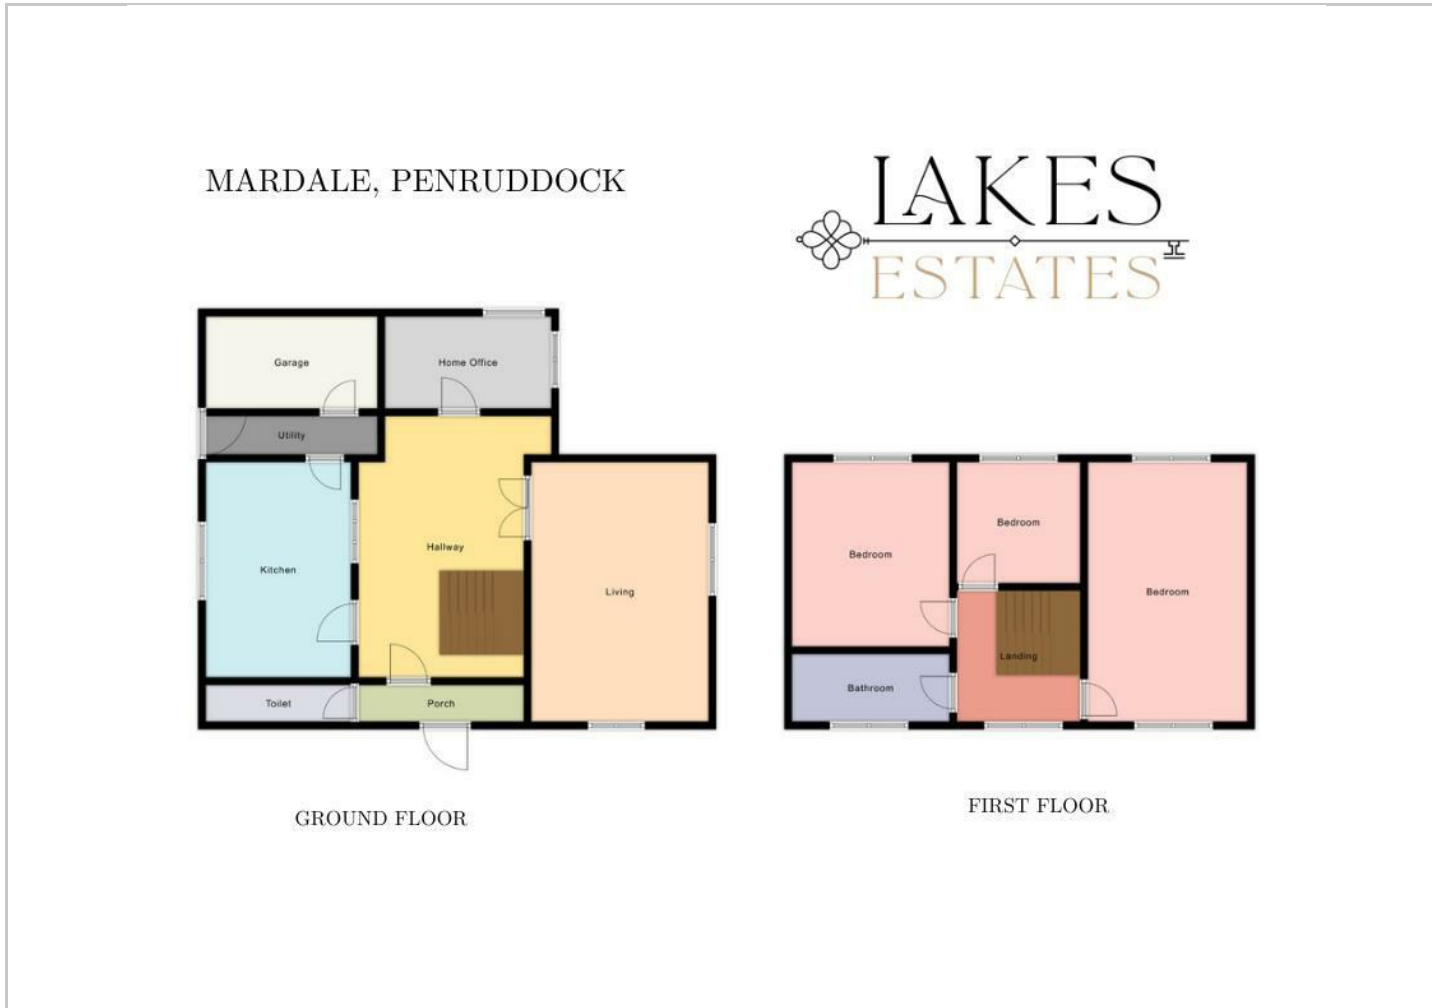 MARDALE, PENRUDDOCK
LAKES
ESTATES
Garage
Home Office
Utility
Hallway
Kitchen
Living
Toilet
Porch
GROUND FLOOR
Bedroom
Bedroom
Bedroom
Landing
Bathroom
FIRST FLOOR